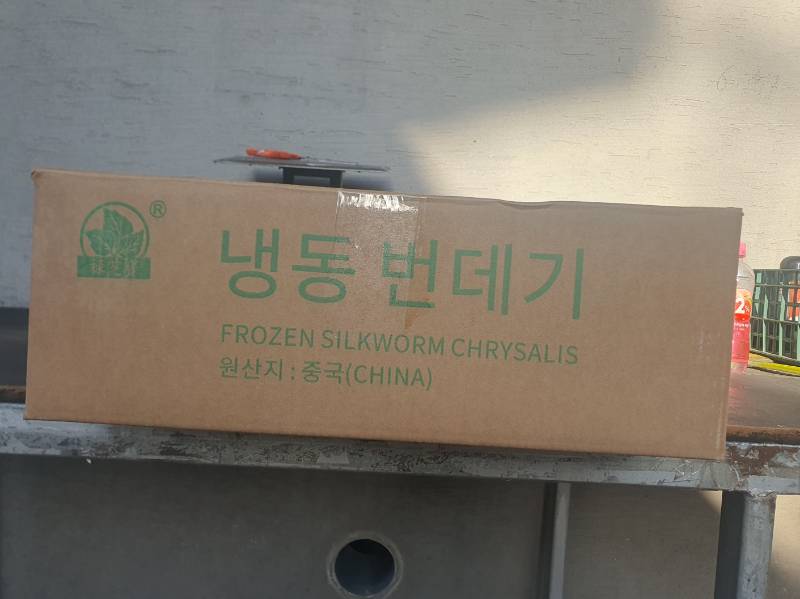 ®
냉동 번데기
FROZEN SILKWORM CHRYSALIS
원산지 : 중국(CHINA)